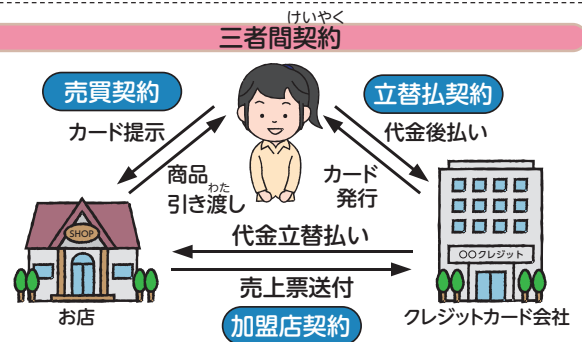 けいやく
三者間契約
売買契約
立替払契約
カード提示
代金後払い
商品
わた
引き渡し
カード
発行
代金立替払い
SHOP
〇〇クレジット
売上票送付
お店
クレジットカード会社
加盟店契約